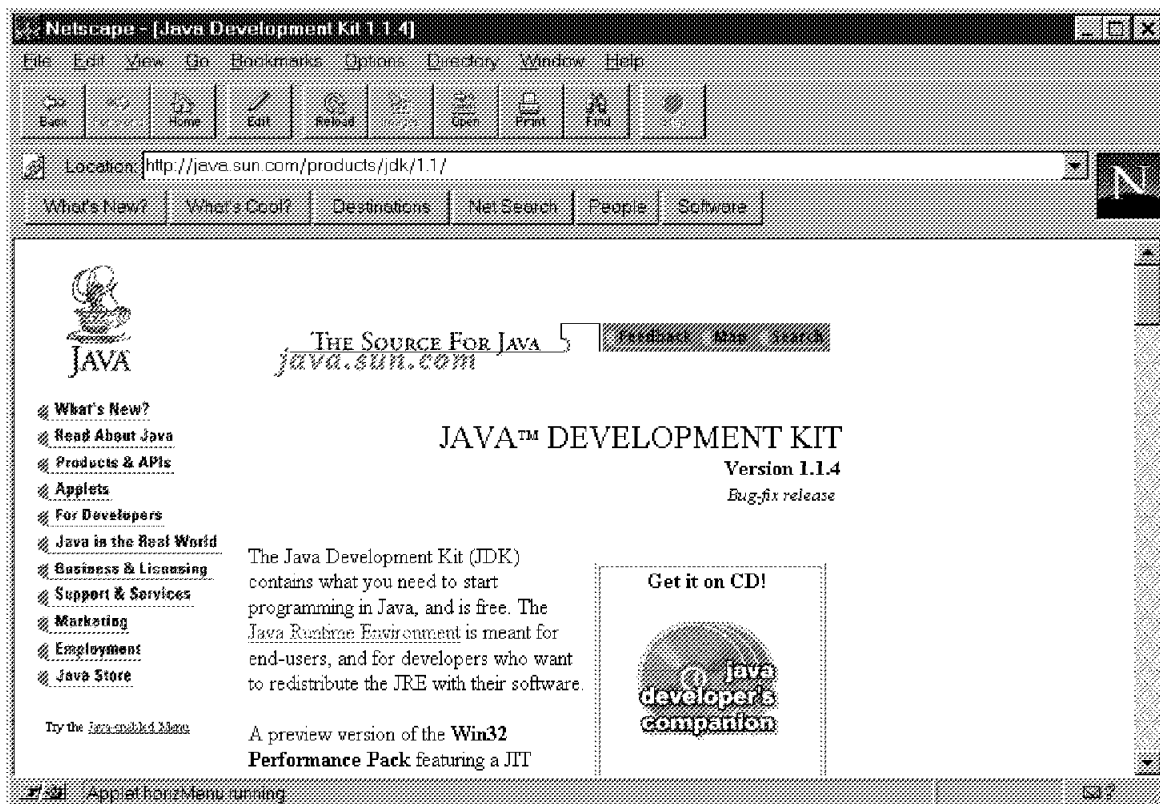 Netscape - [Java Development Kit 1.1.4]
File Edit View Go Bookmarks Options Directory Window Help
Back Home Edit Reload Open Print Find
Location: http://java.sun.com/products/jdk/1.1/
N
What's New? What's Cool? Destinations Net Search People Software
JAVA
THE SOURCE FOR JAVA
java.sun.com
Feedback Map Search
What's New?
Read About Java
Products & APIs
Applets
For Developers
Java in the Real World
Business & Licensing
Support & Services
Marketing
Employment
Java Store
Try the Java-enabled Menu
JAVA™ DEVELOPMENT KIT
Version 1.1.4
Bug-fix release
The Java Development Kit (JDK)
contains what you need to start
programming in Java, and is free. The
Java Runtime Environment is meant for
end-users, and for developers who want
to redistribute the JRE with their software.
A preview version of the Win32
Performance Pack featuring a JIT
Get it on CD!
java
developer's
companion
Applet horizMenu running